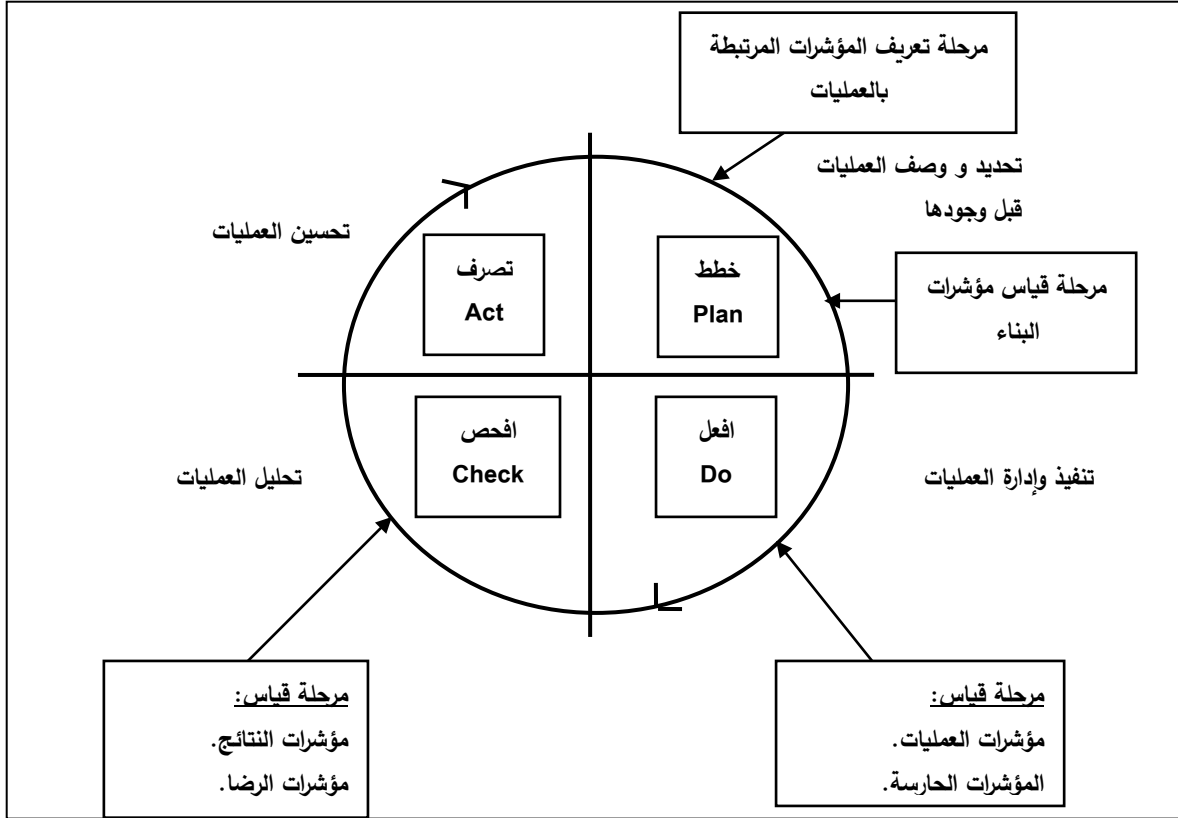 مرحلة تعريف المؤشرات المرتبطة
بالعمليات
تحديد و وصف العمليات
قبل وجودها
تحسين العمليات
خطط
Plan
تصرف
Act
مرحلة قياس مؤشرات
البناء
افعل
Do
افحص
Check
تنفيذ وإدارة العمليات
تحليل العمليات
مرحلة قياس:
مؤشرات العمليات.
المؤشرات الحارسة.
مرحلة قياس:
مؤشرات النتائج.
مؤشرات الرضا.